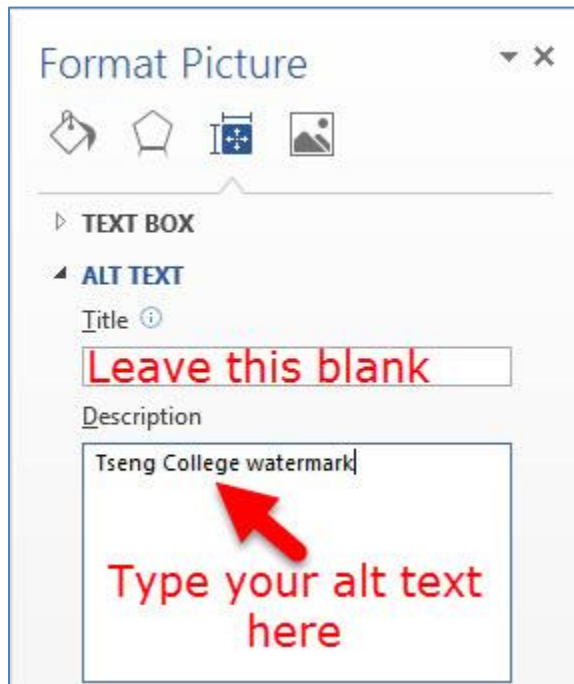 Format Picture
TEXT BOX
ALT TEXT
Title
Leave this blank
Description
Tseng College watermark
Type your alt text
here